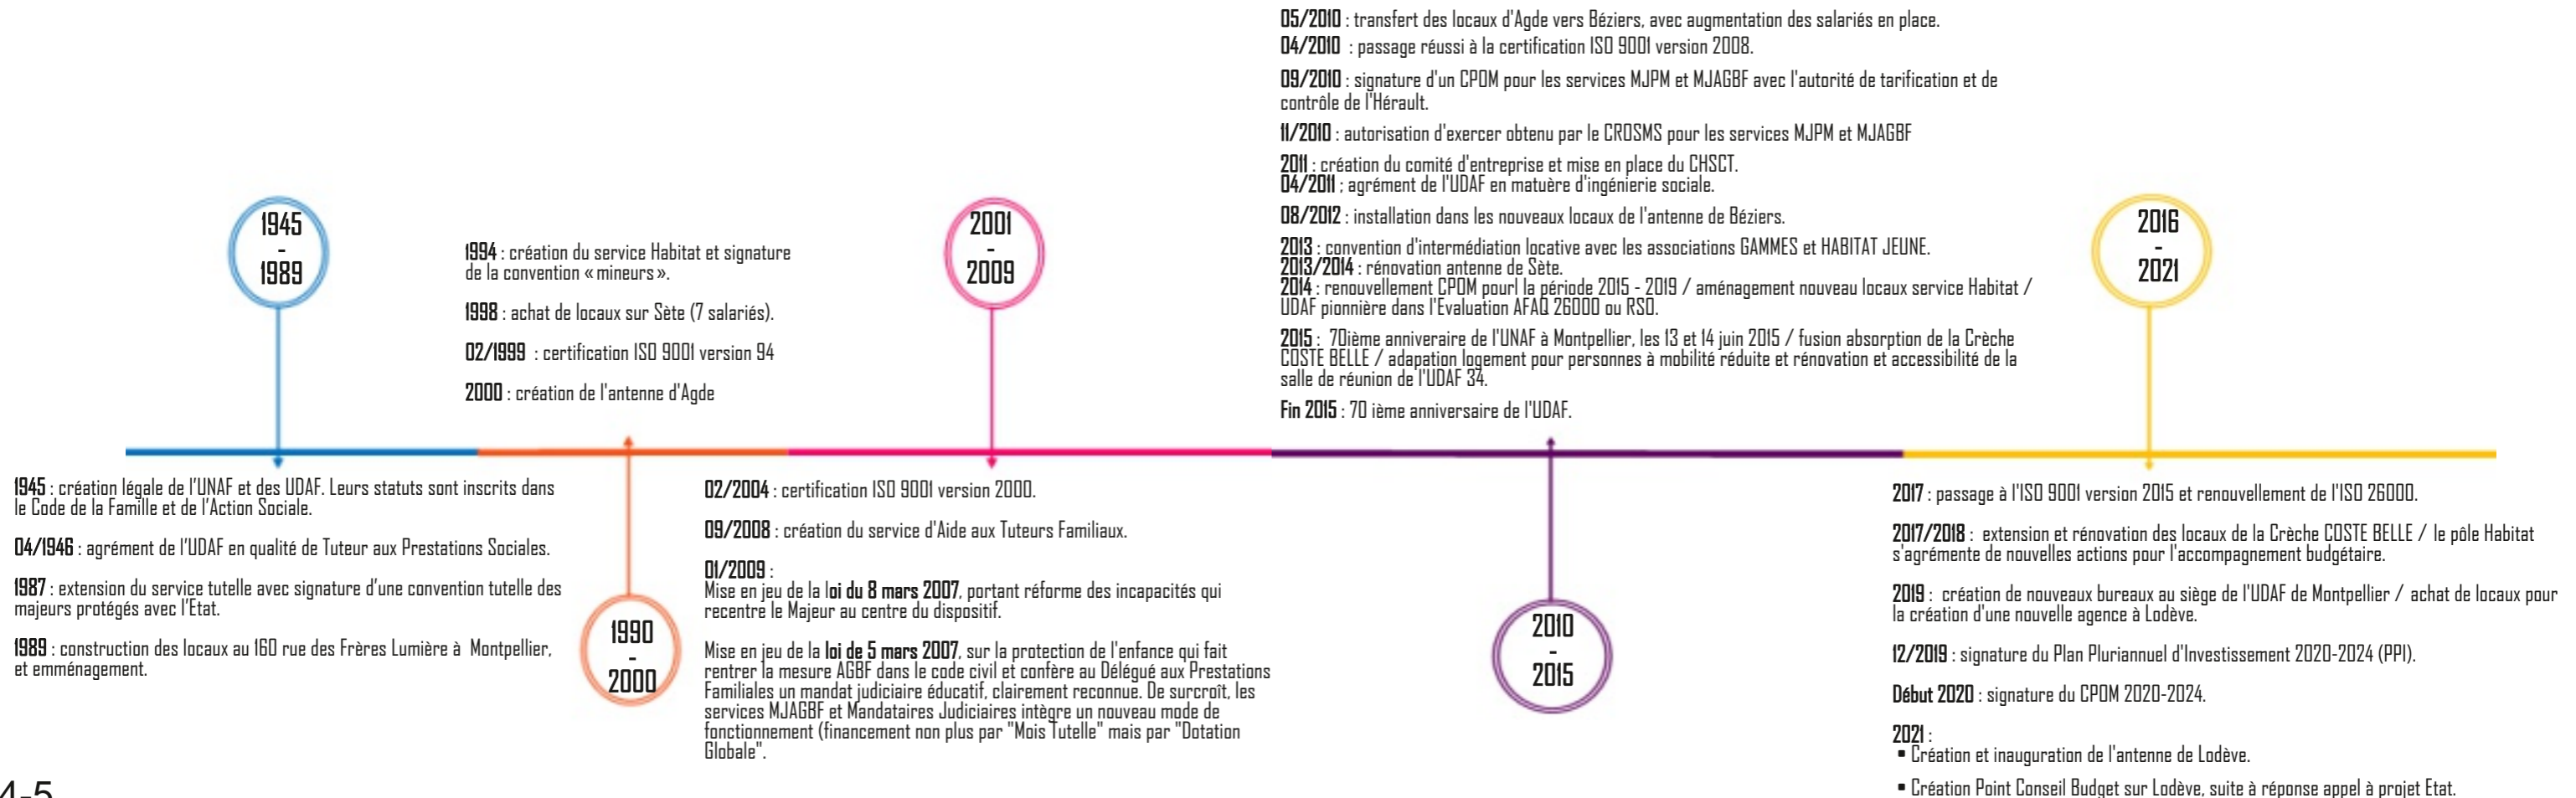 1945
-
1989
1945 : création légale de l'UNAF et des UDAF. Leurs statuts sont inscrits dans
le Code de la Famille et de l'Action Sociale.
04/1946 : agrément de l'UDAF en qualité de Tuteur aux Prestations Sociales.
1987 : extension du service tutelle avec signature d'une convention tutelle des
majeurs protégés avec l'Etat.
1989 : construction des locaux au 160 rue des Frères Lumière à Montpellier,
et emménagement.
1994 : création du service Habitat et signature
de la convention « mineurs ».
1998 : achat de locaux sur Sète (7 salariés).
02/1999 : certification ISO 9001 version 94
2000 : création de l'antenne d'Agde
1990
-
2000
2001
-
2009
02/2004 : certification ISO 9001 version 2000.
09/2008 : création du service d'Aide aux Tuteurs Familiaux.
01/2009 :
Mise en jeu de la loi du 8 mars 2007, portant réforme des incapacités qui
recentre le Majeur au centre du dispositif.
Mise en jeu de la loi de 5 mars 2007, sur la protection de l'enfance qui fait
rentrer la mesure AGBF dans le code civil et confère au Délégué aux Prestations
Familiales un mandat judiciaire éducatif, clairement reconnue. De surcroît, les
services MJAGBF et Mandataires Judiciaires intègre un nouveau mode de
fonctionnement (financement non plus par "Mois Tutelle" mais par "Dotation
Globale".
05/2010 : transfert des locaux d'Agde vers Béziers, avec augmentation des salariés en place.
04/2010 : passage réussi à la certification ISO 9001 version 2008.
09/2010 : signature d'un CPOM pour les services MJPM et MJAGBF avec l'autorité de tarification et de
contrôle de l'Hérault.
11/2010 : autorisation d'exercer obtenu par le CROSMS pour les services MJPM et MJAGBF
2011 : création du comité d'entreprise et mise en place du CHSCT.
04/2011 : agrément de l'UDAF en matuère d'ingénierie sociale.
08/2012 : installation dans les nouveaux locaux de l'antenne de Béziers.
2013 : convention d'intermédiation locative avec les associations GAMMES et HABITAT JEUNE.
2013/2014 : rénovation antenne de Sète.
2014 : renouvellement CPOM pourl la période 2015 - 2019 / aménagement nouveau locaux service Habitat /
UDAF pionnière dans l'Evaluation AFAQ 26000 ou RSO.
2015 : 70ième anniveraire de l'UNAF à Montpellier, les 13 et 14 juin 2015 / fusion absorption de la Crèche
COSTE BELLE / adapation logement pour personnes à mobilité réduite et rénovation et accessibilité de la
salle de réunion de l'UDAF 34.
Fin 2015 : 70 ième anniversaire de l'UDAF.
2010
-
2015
2016
-
2021
2017 : passage à l'ISO 9001 version 2015 et renouvellement de l'ISO 26000.
2017/2018 : extension et rénovation des locaux de la Crèche COSTE BELLE / le pôle Habitat
s'agrémente de nouvelles actions pour l'accompagnement budgétaire.
2019 : création de nouveaux bureaux au siège de l'UDAF de Montpellier / achat de locaux pour
la création d'une nouvelle agence à Lodève.
12/2019 : signature du Plan Pluriannuel d'Investissement 2020-2024 (PPI).
Début 2020 : signature du CPOM 2020-2024.
2021 :
▪ Création et inauguration de l'antenne de Lodève.
▪ Création Point Conseil Budget sur Lodève, suite à réponse appel à projet Etat.
4-5